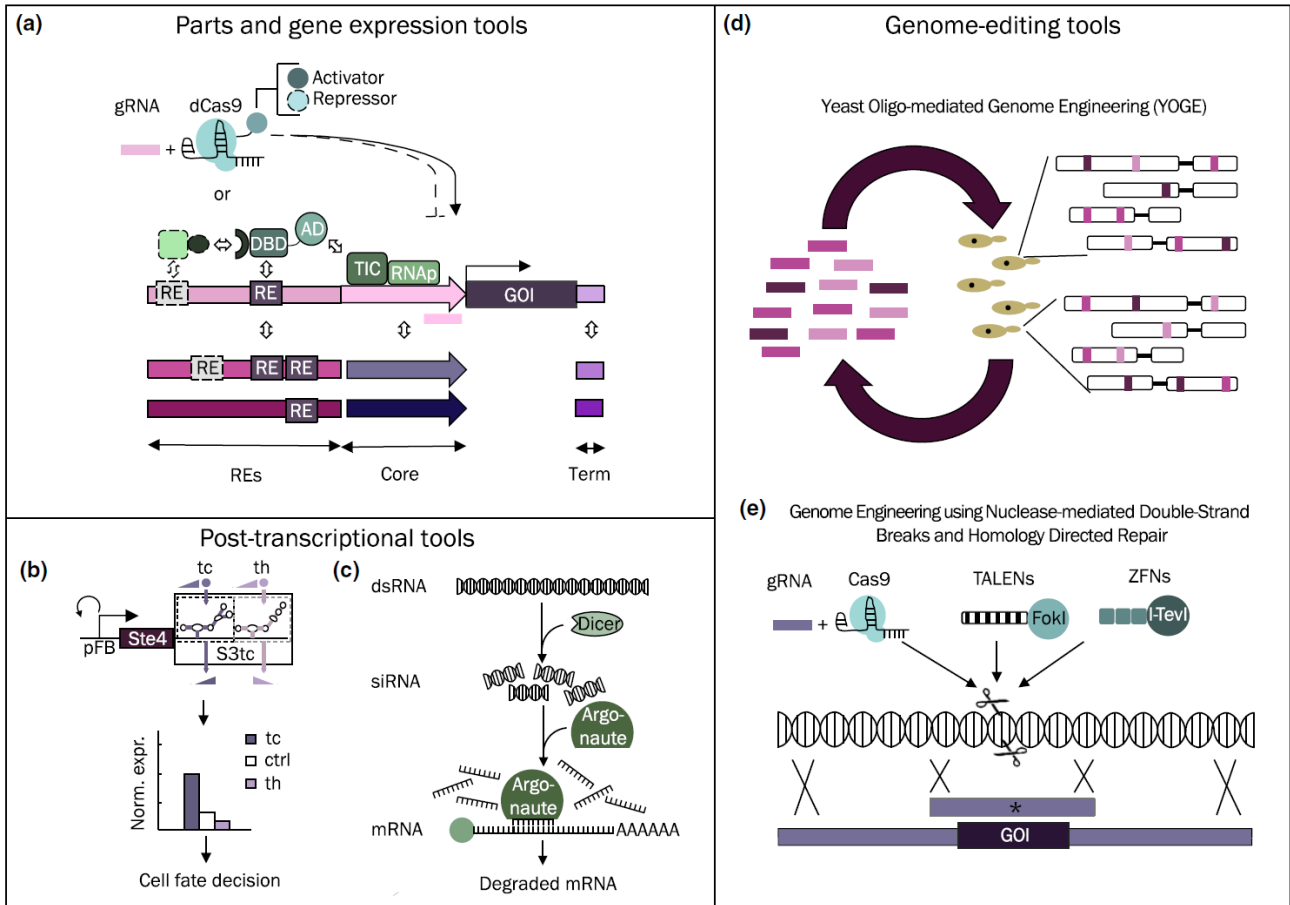 (a)
Parts and gene expression tools
Activator
Repressor
gRNA
dCas9
+
or
DBD
AD
TIC
RNAp
RE
RE
GOI
RE
RE
RE
RE
REs
Core
Term
Post-transcriptional tools
(b)
tc
th
pFB
Ste4
S3tc
Norm. expr.
tc
ctrl
th
Cell fate decision
(c)
dsRNA
Dicer
siRNA
Argo-
naute
Argo-
naute
mRNA
AAAAAA
Degraded mRNA
(d)
Genome-editing tools
Yeast Oligo-mediated Genome Engineering (YOGE)
(e)
Genome Engineering using Nuclease-mediated Double-Strand
Breaks and Homology Directed Repair
gRNA
Cas9
TALENs
ZFNs
+
FokI
I-TevI
*
GOI